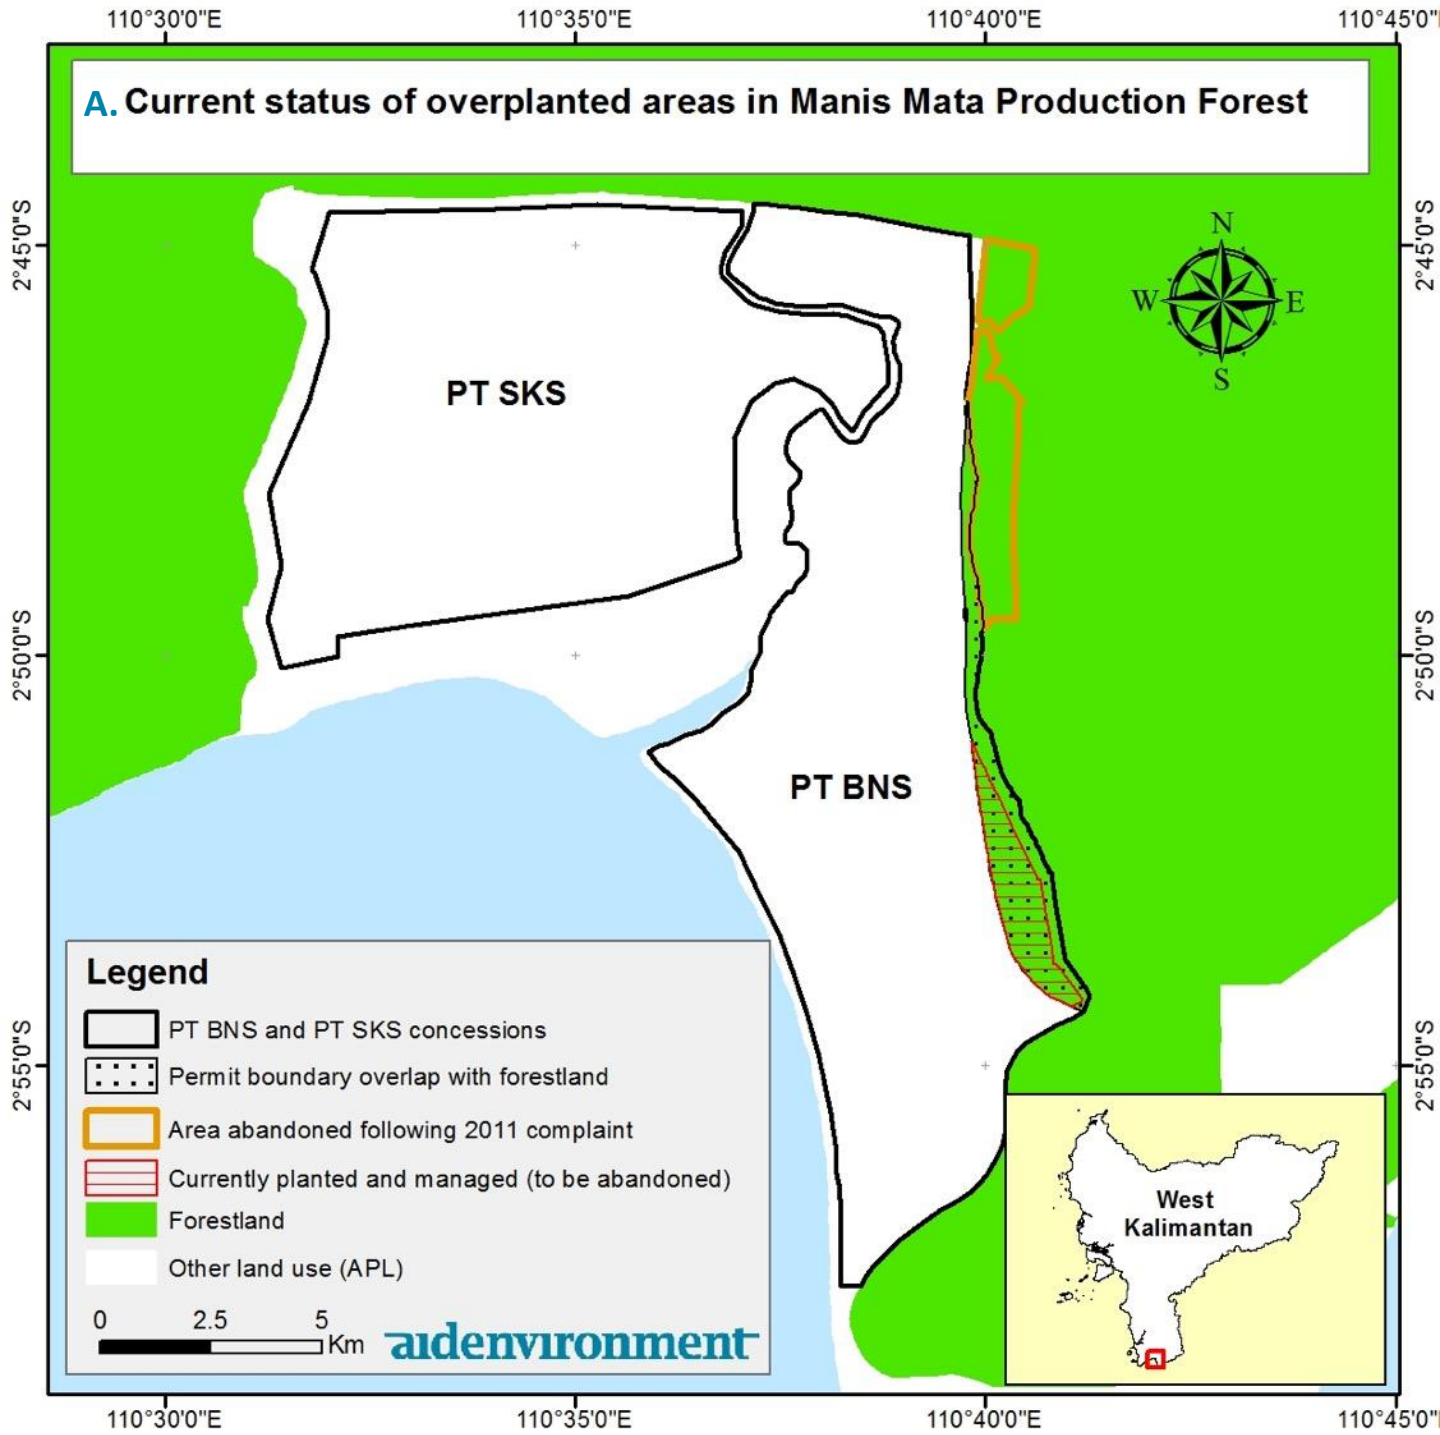 110°30'0"E 110°35'0"E 110°40'0"E 110°45'0"E
A. Current status of overplanted areas in Manis Mata Production Forest
2°45'0"S
2°45'0"S
N
W E
S
PT SKS
2°50'0"S
2°50'0"S
PT BNS
2°55'0"S
2°55'0"S
Legend
PT BNS and PT SKS concessions
Permit boundary overlap with forestland
Area abandoned following 2011 complaint
Currently planted and managed (to be abandoned)
Forestland
Other land use (APL)
0 2.5 5
Km
aidenvironment
West
Kalimantan
110°30'0"E 110°35'0"E 110°40'0"E 110°45'0"E